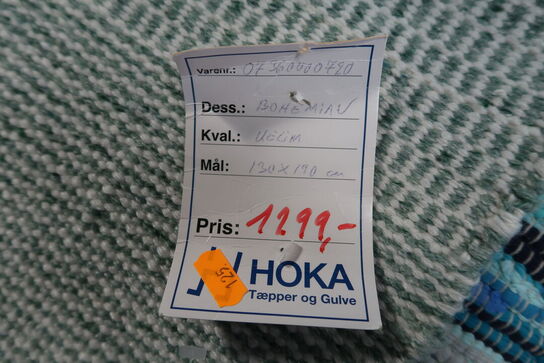 Varenr.: 07360000790
Dess.: BOHEMIAN
Kval.: Uldim
Mål.: 130x190 cm
Pris: 1299,-
HOKA
Tæpper og Gulve
125